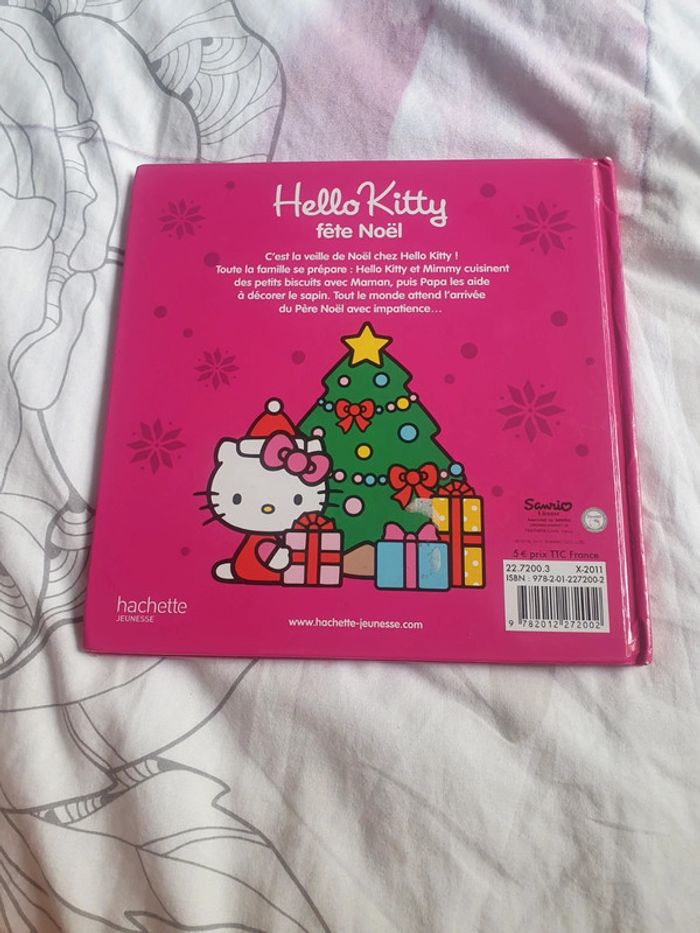 Hello Kitty
fête Noël
C'est la veille de Noël chez Hello Kitty !
Toute la famille se prépare : Hello Kitty et Mimmy cuisinent
des petits biscuits avec Maman, puis Papa les aide
à décorer le sapin. Tout le monde attend l'arrivée
du Père Noël avec impatience...
Sanrio
License
5 € prix TTC France
22.7200.3 X-2011
ISBN : 978-2-01-227200-2
9 782012 272002
hachette
JEUNESSE
www.hachette-jeunesse.com